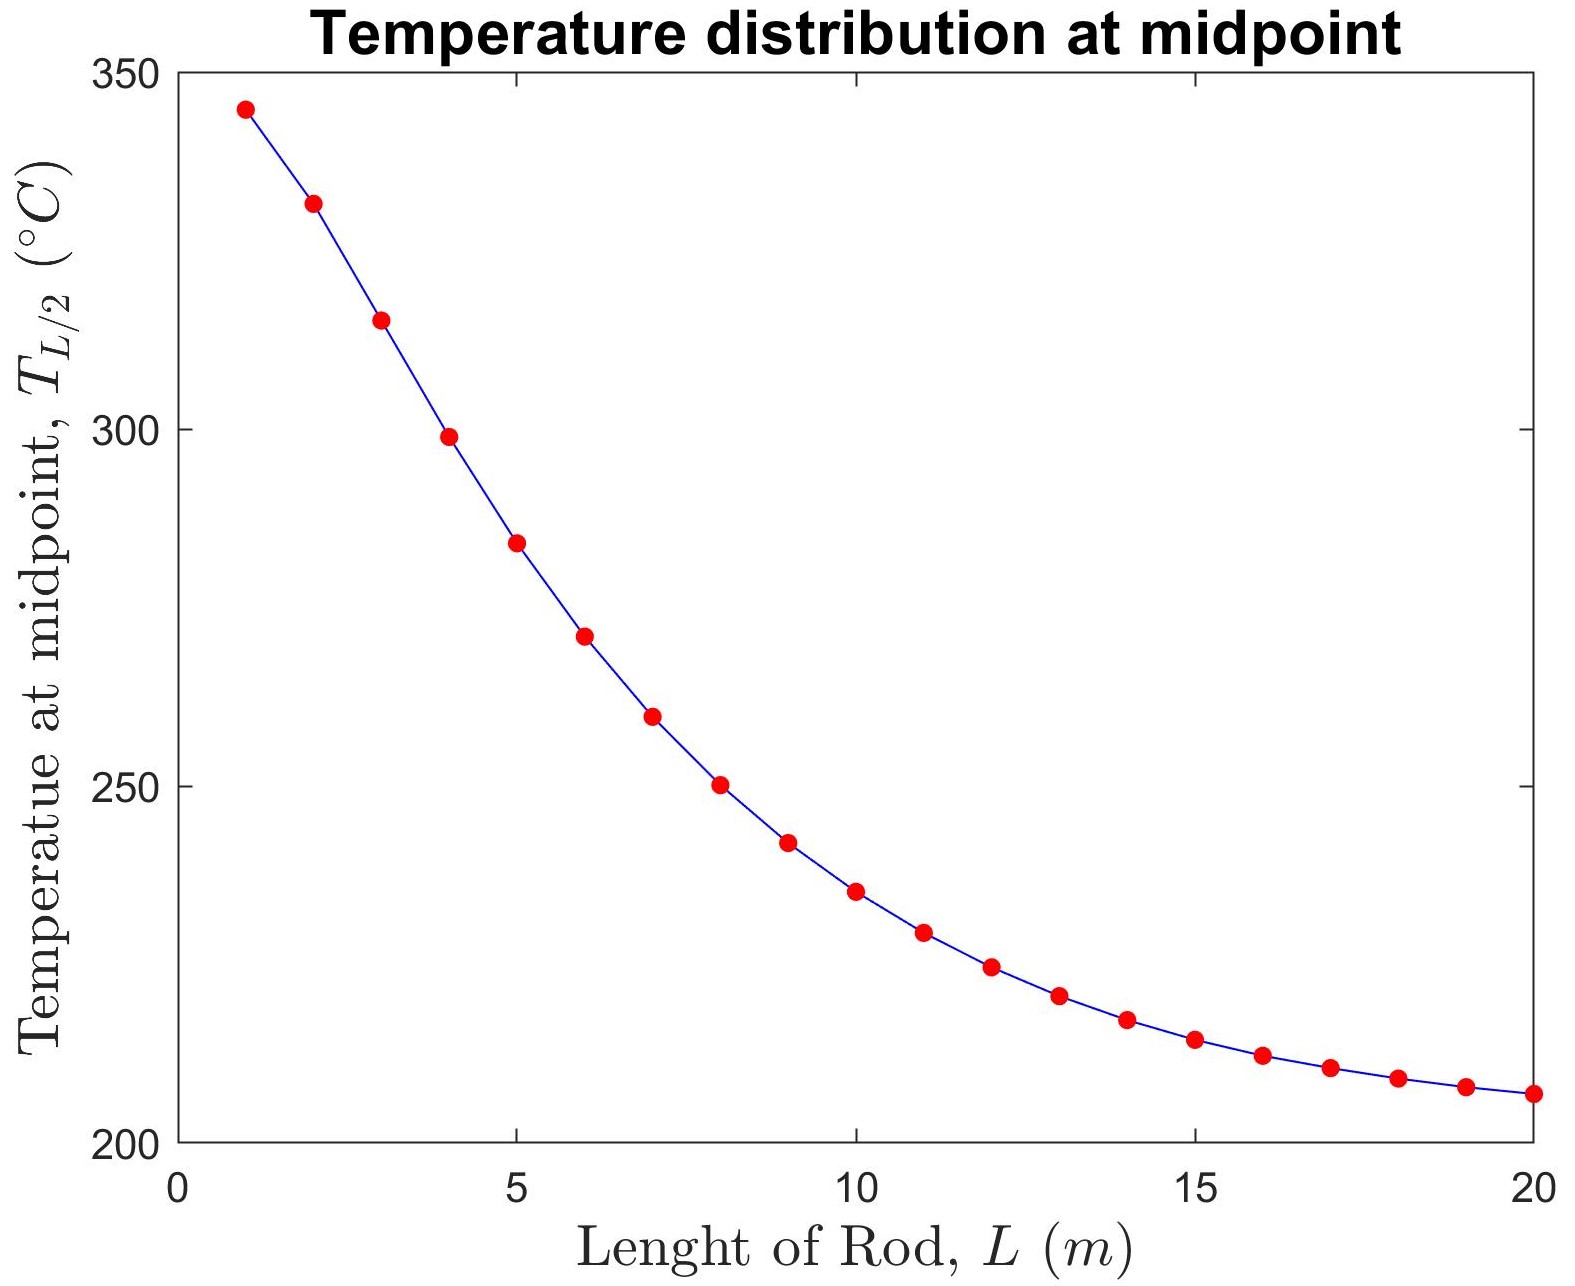 Temperature distribution at midpoint
350
300
250
200
Temperatue at midpoint, T_{L/2} (°C)
0 5 10 15 20
Lenght of Rod, L (m)